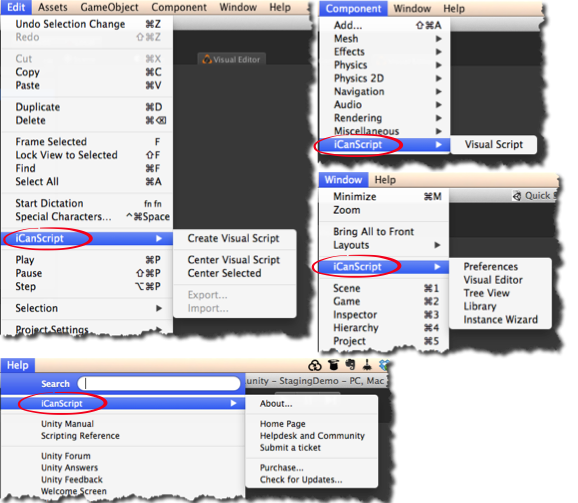 Edit Assets GameObject Component Window Help
Undo Selection Change ⌘Z
Redo ⇧⌘Z
Visual Editor
Cut ⌘X
Copy ⌘C
Paste ⌘V
Duplicate ⌘D
Delete ⌘⌫
Frame Selected F
Lock View to Selected ⇧F
Find ⌘F
Select All ⌘A
Start Dictation fn fn
Special Characters... ^⌘Space
iCanScript ▶
Create Visual Script
Center Visual Script
Center Selected
Export...
Import...
Play ⌘P
Pause ⇧⌘P
Step ⌥⌘P
Selection ▶
Project Settings ▶
Component Window Help
Add... ⇧⌘A
Mesh ▶
Effects ▶
Physics ▶
Physics 2D ▶
Navigation ▶
Audio ▶
Rendering ▶
Miscellaneous ▶
iCanScript ▶
Visual Script
Window Help
Minimize ⌘M
Zoom
Quick
Bring All to Front
Layouts ▶
iCanScript ▶
Preferences
Visual Editor
Tree View
Library
Instance Wizard
Scene ⌘1
Game ⌘2
Inspector ⌘3
Hierarchy ⌘4
Project ⌘5
Help
Search
unity - StagingDemo - PC, Mac
iCanScript ▶
About...
Home Page
Helpdesk and Community
Submit a ticket
Purchase...
Check for Updates...
Unity Manual
Scripting Reference
Unity Forum
Unity Answers
Unity Feedback
Welcome Screen